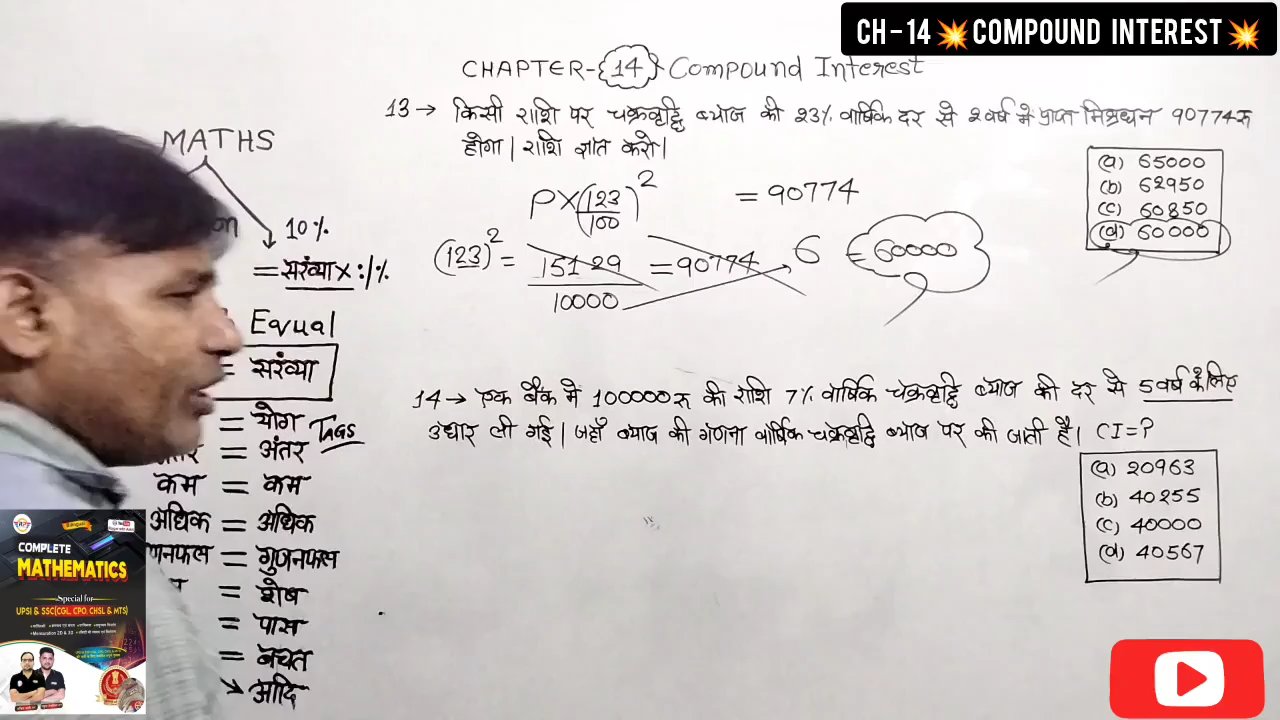 CH - 14💥COMPOUND INTEREST💥
CHAPTER-14 Compound Interest
13→ किसी राशि पर चक्रवृद्धि ब्याज की 23% वार्षिक दर से 2 वर्ष में प्राप्त मिश्रधन 90774रु
होगा | राशि ज्ञात करो |
(a) 65000
(b) 62950
(c) 60850
(d) 60000
P×(123/100)² = 90774
(123)² = 15129/10000 = 90774 6 = 60000
14→ एक बैंक में 100000रु की राशि 7% वार्षिक चक्रवृद्धि ब्याज की दर से 5 वर्ष के लिए
उधार ली गई | जहाँ ब्याज की गणना वार्षिक चक्रवृद्धि ब्याज पर की जाती है | CI=?
(a) 20963
(b) 40255
(c) 40000
(d) 40567
MATHS
10%
= संख्या × :/%
Equal
= संख्या
= योग Tags
= अंतर
कम = कम
अधिक = अधिक
= गुणनफल
= शेष
= पास
= बचत
→ आदि
COMPLETE
MATHEMATICS
Special for
UPSI & SSC(CGL, CPO, CHSL & MTS)